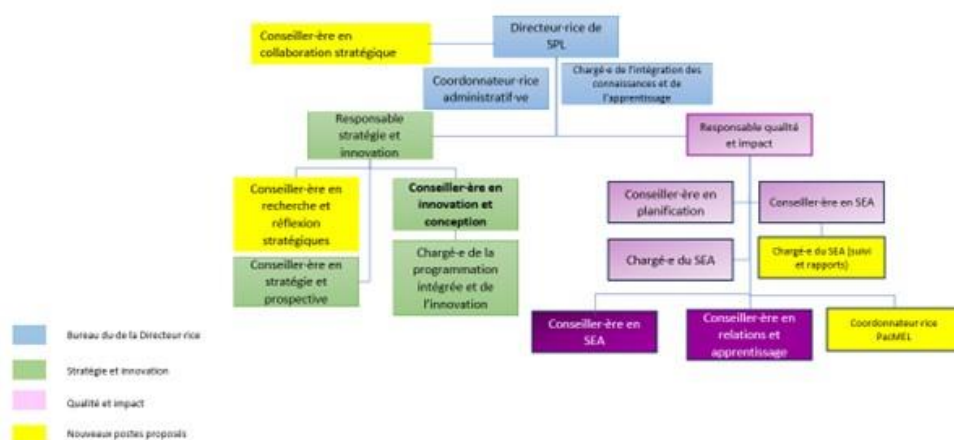 Conseiller·ère en
collaboration stratégique
Directeur·rice de
SPL
Coordonnateur·rice
administratif·ve
Chargé·e de l'intégration des
connaissances et de
l'apprentissage
Responsable
stratégie et
innovation
Responsable qualité
et impact
Conseiller·ère en
recherche et
réflexion
stratégiques
Conseiller·ère en
innovation et
conception
Conseiller·ère en
stratégie et
prospective
Chargé·e de la
programmation
intégrée et de
l'innovation
Conseiller·ère en
planification
Conseiller·ère en SEA
Chargé·e du SEA
Chargé·e du SEA (suivi
et rapports)
Conseiller·ère en
SEA
Conseiller·ère en
relations et
apprentissage
Coordonnateur·rice
PacMEL
Bureau du·de la Directeur·rice
Stratégie et innovation
Qualité et impact
Nouveaux postes proposés